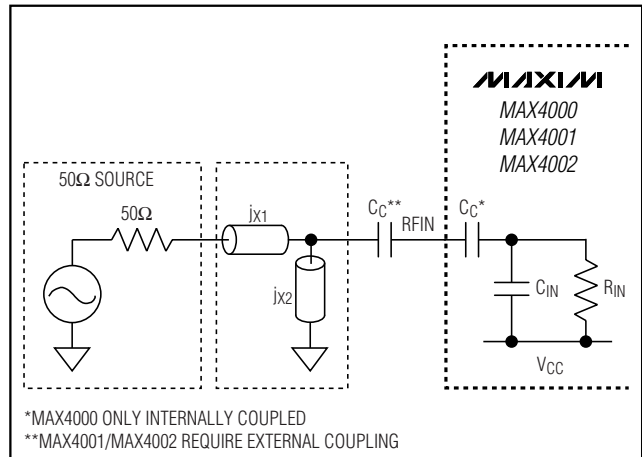 MAXIM
MAX4000
MAX4001
MAX4002
50Ω SOURCE
50Ω
jX1
jX2
CC**
RFIN
CC*
CIN
RIN
VCC
*MAX4000 ONLY INTERNALLY COUPLED
**MAX4001/MAX4002 REQUIRE EXTERNAL COUPLING